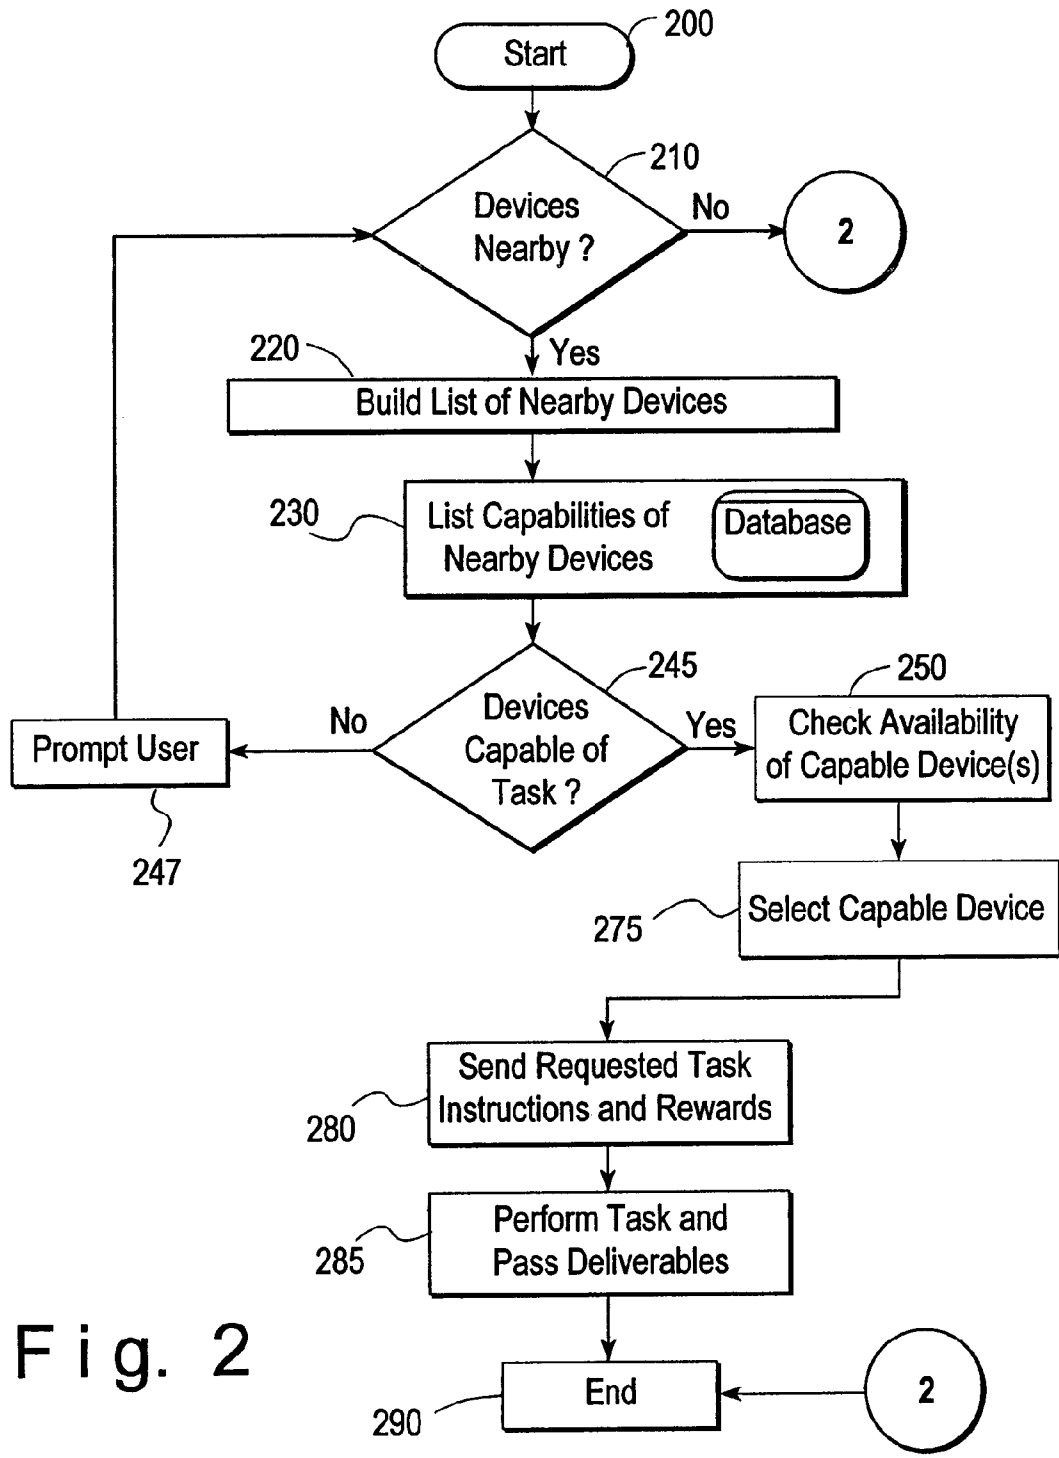 200
Start
210
Devices
Nearby ?
No
2
Yes
220
Build List of Nearby Devices
230
List Capabilities of
Nearby Devices
Database
245
Devices
Capable of
Task ?
No
Yes
Prompt User
247
250
Check Availability
of Capable Device(s)
275
Select Capable Device
280
Send Requested Task
Instructions and Rewards
285
Perform Task and
Pass Deliverables
290
End
2
Fig. 2